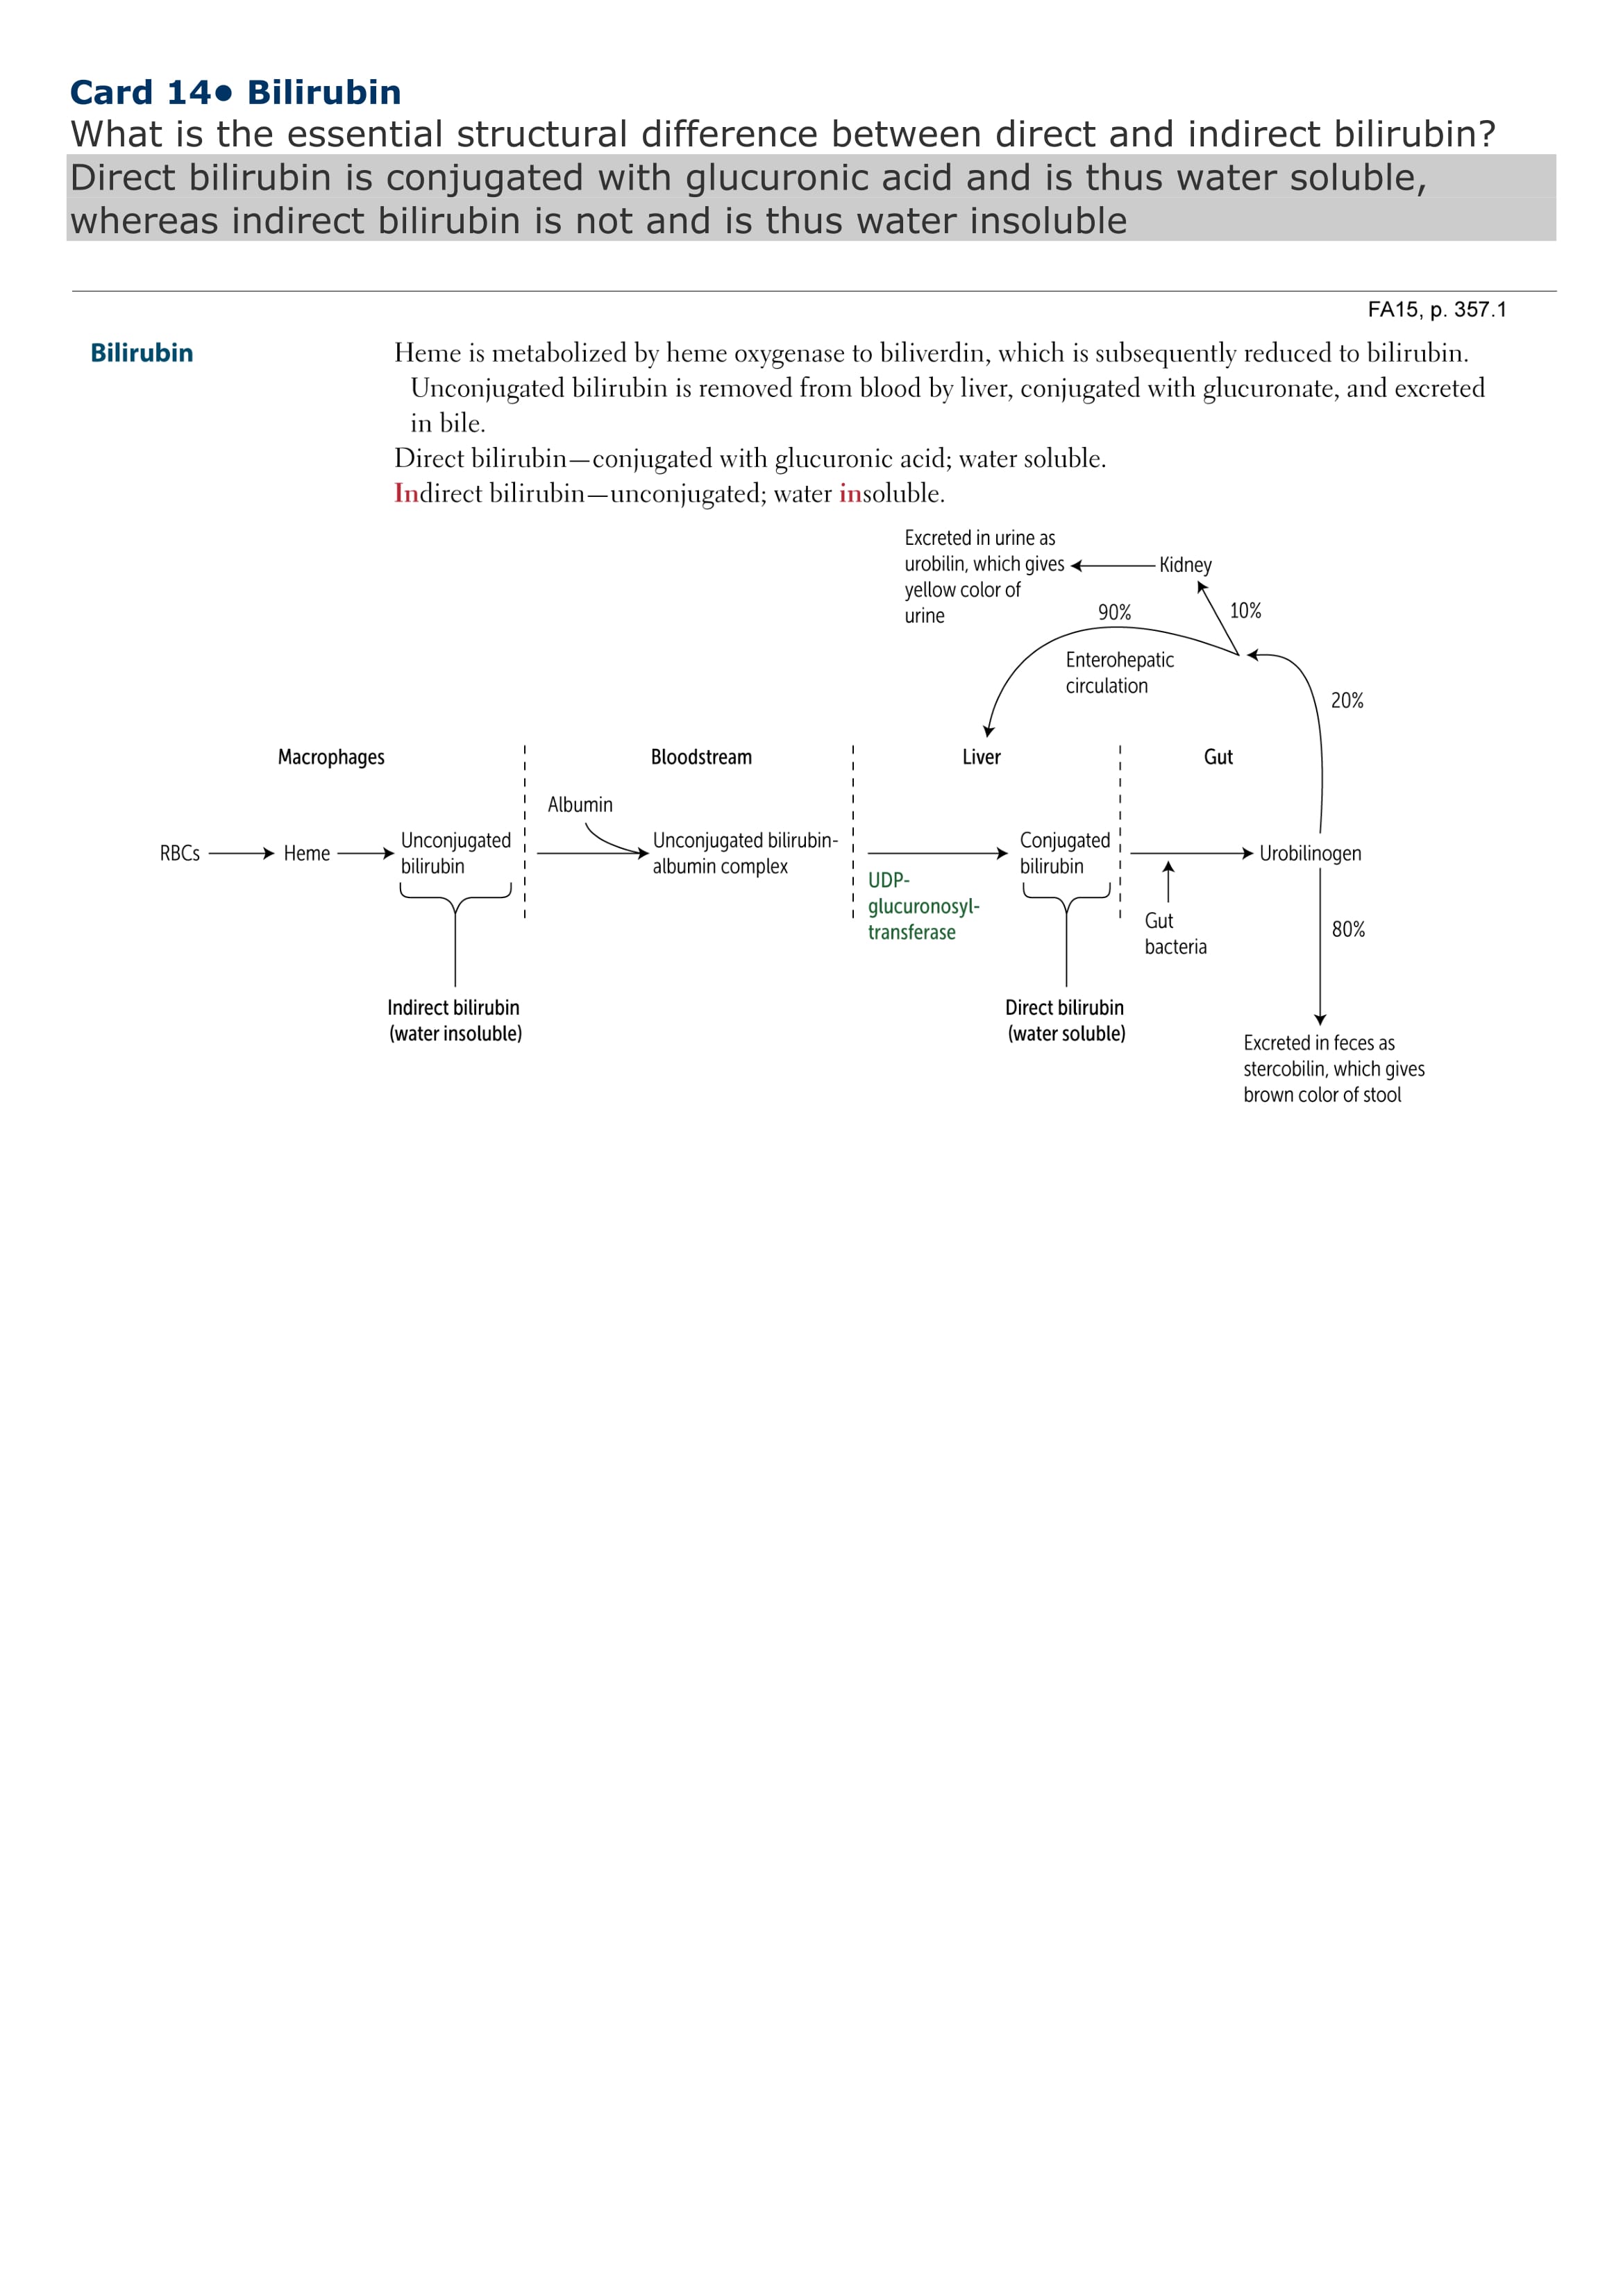 Card 14● Bilirubin
What is the essential structural difference between direct and indirect bilirubin?
Direct bilirubin is conjugated with glucuronic acid and is thus water soluble,
whereas indirect bilirubin is not and is thus water insoluble
FA15, p. 357.1
Bilirubin
Heme is metabolized by heme oxygenase to biliverdin, which is subsequently reduced to bilirubin.
Unconjugated bilirubin is removed from blood by liver, conjugated with glucuronate, and excreted
in bile.
Direct bilirubin—conjugated with glucuronic acid; water soluble.
Indirect bilirubin—unconjugated; water insoluble.
Excreted in urine as
urobilin, which gives
yellow color of
urine
Kidney
90%
10%
Enterohepatic
circulation
20%
Macrophages
Bloodstream
Liver
Gut
Albumin
RBCs
Heme
Unconjugated
bilirubin
Unconjugated bilirubin-
albumin complex
UDP-
glucuronosyl-
transferase
Conjugated
bilirubin
Gut
bacteria
Urobilinogen
80%
Indirect bilirubin
(water insoluble)
Direct bilirubin
(water soluble)
Excreted in feces as
stercobilin, which gives
brown color of stool